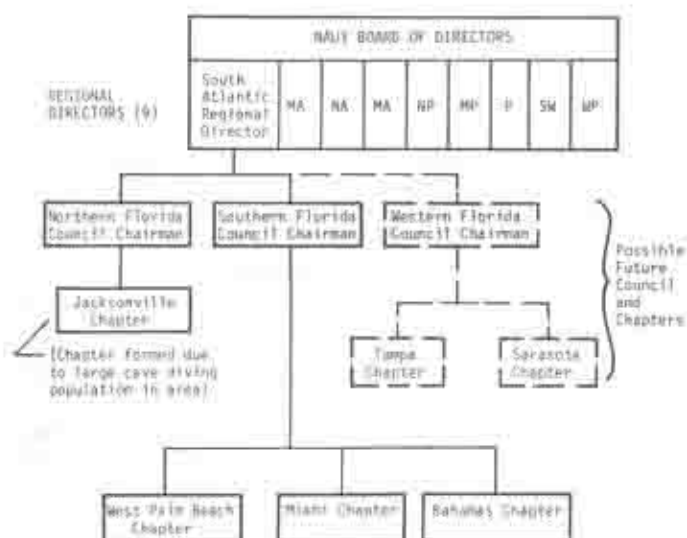 BOARD OF DIRECTORS
REGIONAL
DIRECTORS (9)
South
Atlantic
Regional
Director
MA
NA
MA
NP
MP
P
SW
WP
Northern Florida
Council Chairman
Southern Florida
Council Chairman
Western Florida
Council Chairman
Possible
Future
Council
and
Chapters
Jacksonville
Chapter
(Chapter formed due
to large cave diving
population in area)
Tampa
Chapter
Sarasota
Chapter
West Palm Beach
Chapter
Miami Chapter
Bahamas Chapter